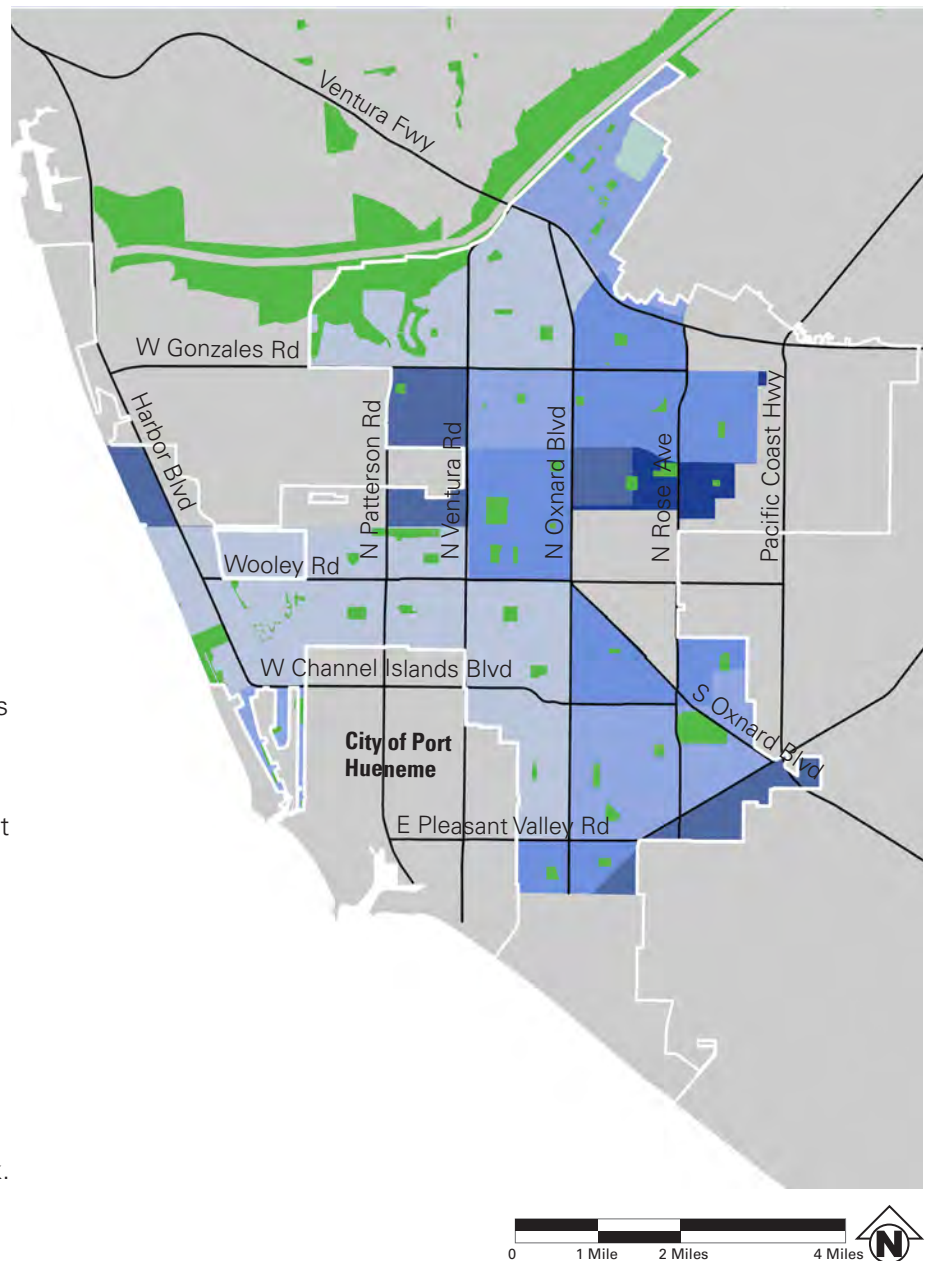 Ventura Fwy
W Gonzales Rd
Harbor Blvd
N Patterson Rd
N Ventura Rd
N Oxnard Blvd
N Rose Ave
Pacific Coast Hwy
Wooley Rd
W Channel Islands Blvd
s
S Oxnard Blvd
City of Port
Hueneme
t
E Pleasant Valley Rd
.
0 1 Mile 2 Miles 4 Miles
N